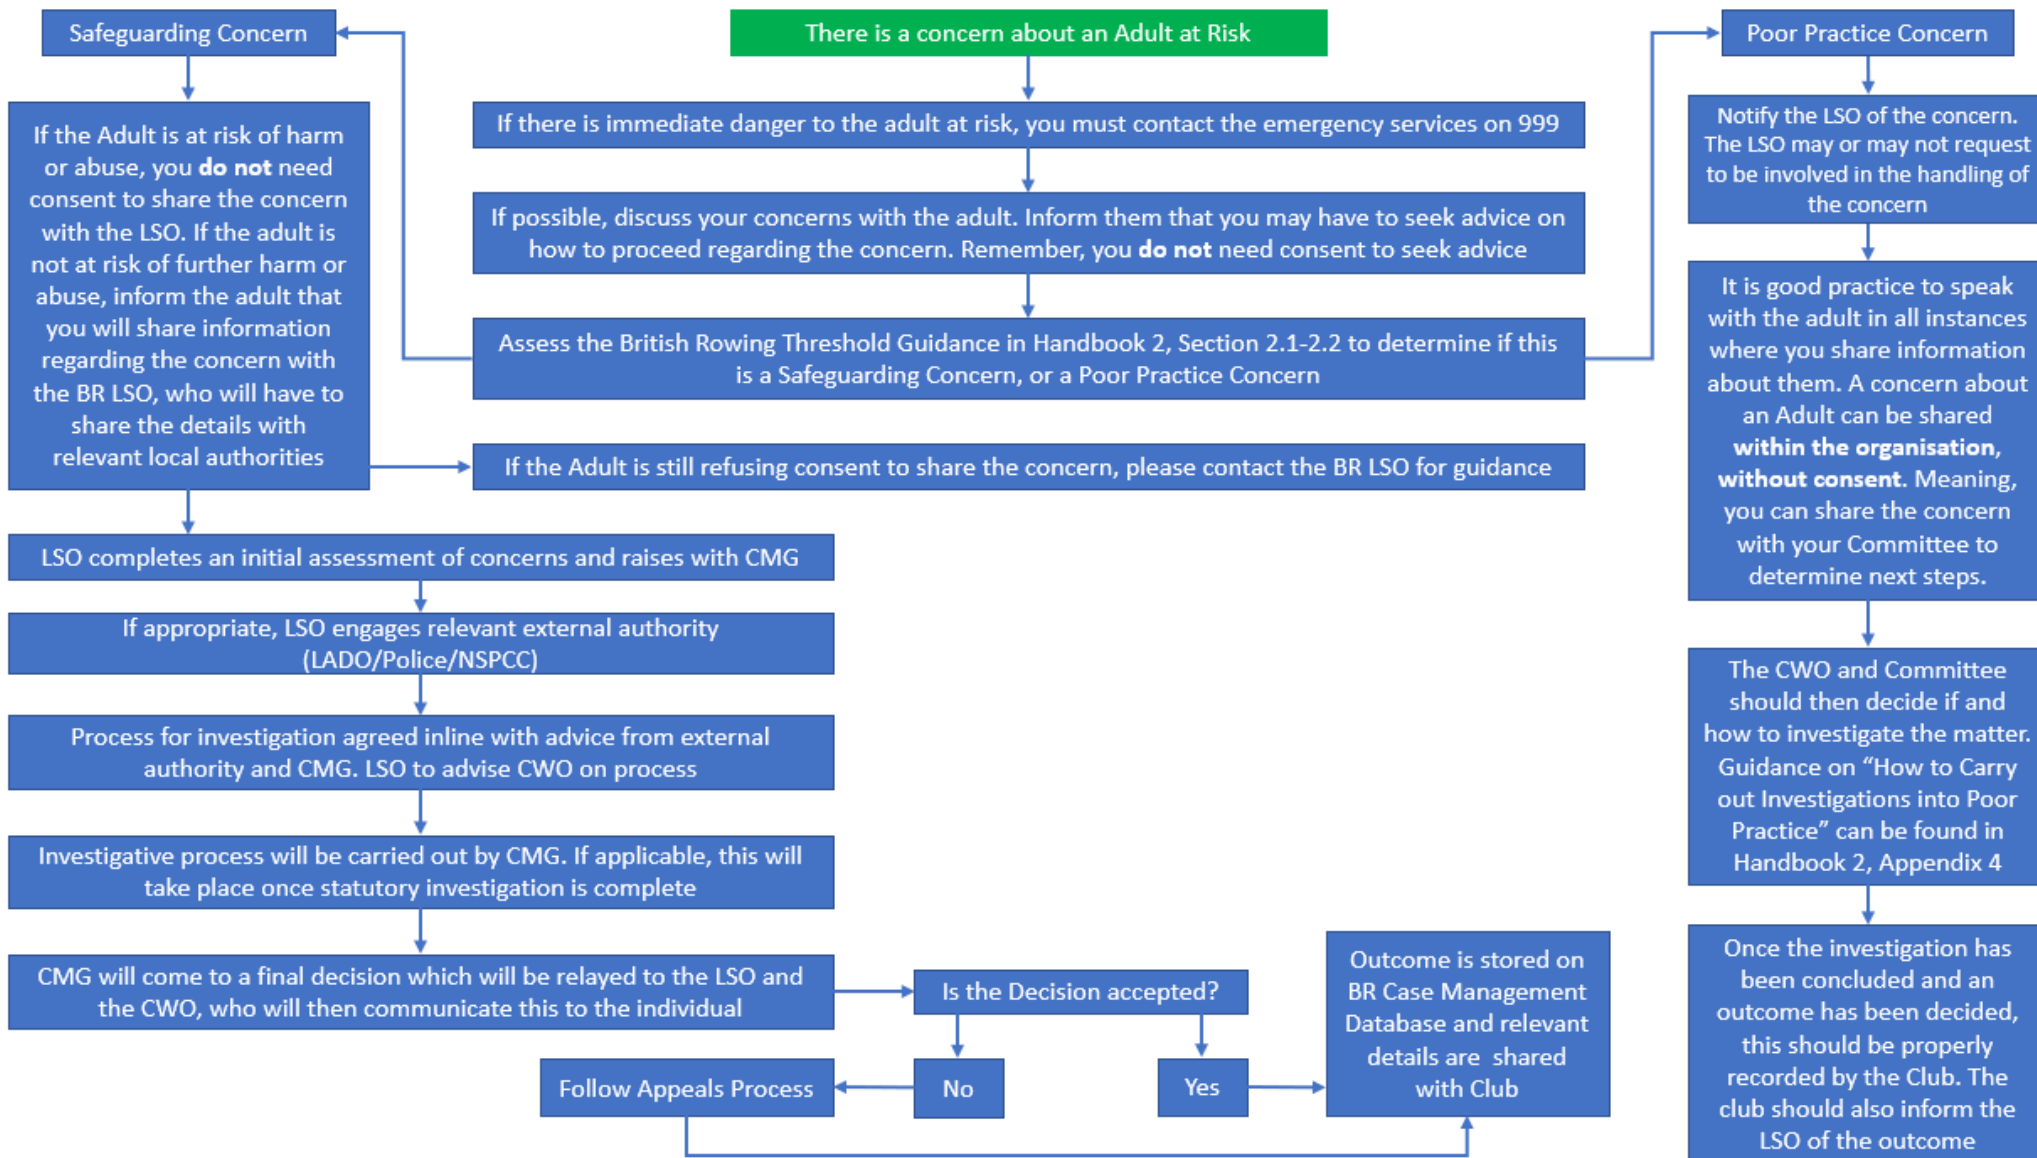 There is a concern about an Adult at Risk
If there is immediate danger to the adult at risk, you must contact the emergency services on 999
If possible, discuss your concerns with the adult. Inform them that you may have to seek advice on
how to proceed regarding the concern. Remember, you do not need consent to seek advice
Assess the British Rowing Threshold Guidance in Handbook 2, Section 2.1-2.2 to determine if this
is a Safeguarding Concern, or a Poor Practice Concern
Safeguarding Concern
If the Adult is at risk of harm
or abuse, you do not need
consent to share the concern
with the LSO. If the adult is
not at risk of further harm or
abuse, inform the adult that
you will share information
regarding the concern with
the BR LSO, who will have to
share the details with
relevant local authorities
If the Adult is still refusing consent to share the concern, please contact the BR LSO for guidance
LSO completes an initial assessment of concerns and raises with CMG
If appropriate, LSO engages relevant external authority
(LADO/Police/NSPCC)
Process for investigation agreed inline with advice from external
authority and CMG. LSO to advise CWO on process
Investigative process will be carried out by CMG. If applicable, this will
take place once statutory investigation is complete
CMG will come to a final decision which will be relayed to the LSO and
the CWO, who will then communicate this to the individual
Is the Decision accepted?
No
Yes
Follow Appeals Process
Outcome is stored on
BR Case Management
Database and relevant
details are shared
with Club
Poor Practice Concern
Notify the LSO of the concern.
The LSO may or may not request
to be involved in the handling of
the concern
It is good practice to speak
with the adult in all instances
where you share information
about them. A concern about
an Adult can be shared
within the organisation,
without consent. Meaning,
you can share the concern
with your Committee to
determine next steps.
The CWO and Committee
should then decide if and
how to investigate the matter.
Guidance on “How to Carry
out Investigations into Poor
Practice” can be found in
Handbook 2, Appendix 4
Once the investigation has
been concluded and an
outcome has been decided,
this should be properly
recorded by the Club. The
club should also inform the
LSO of the outcome